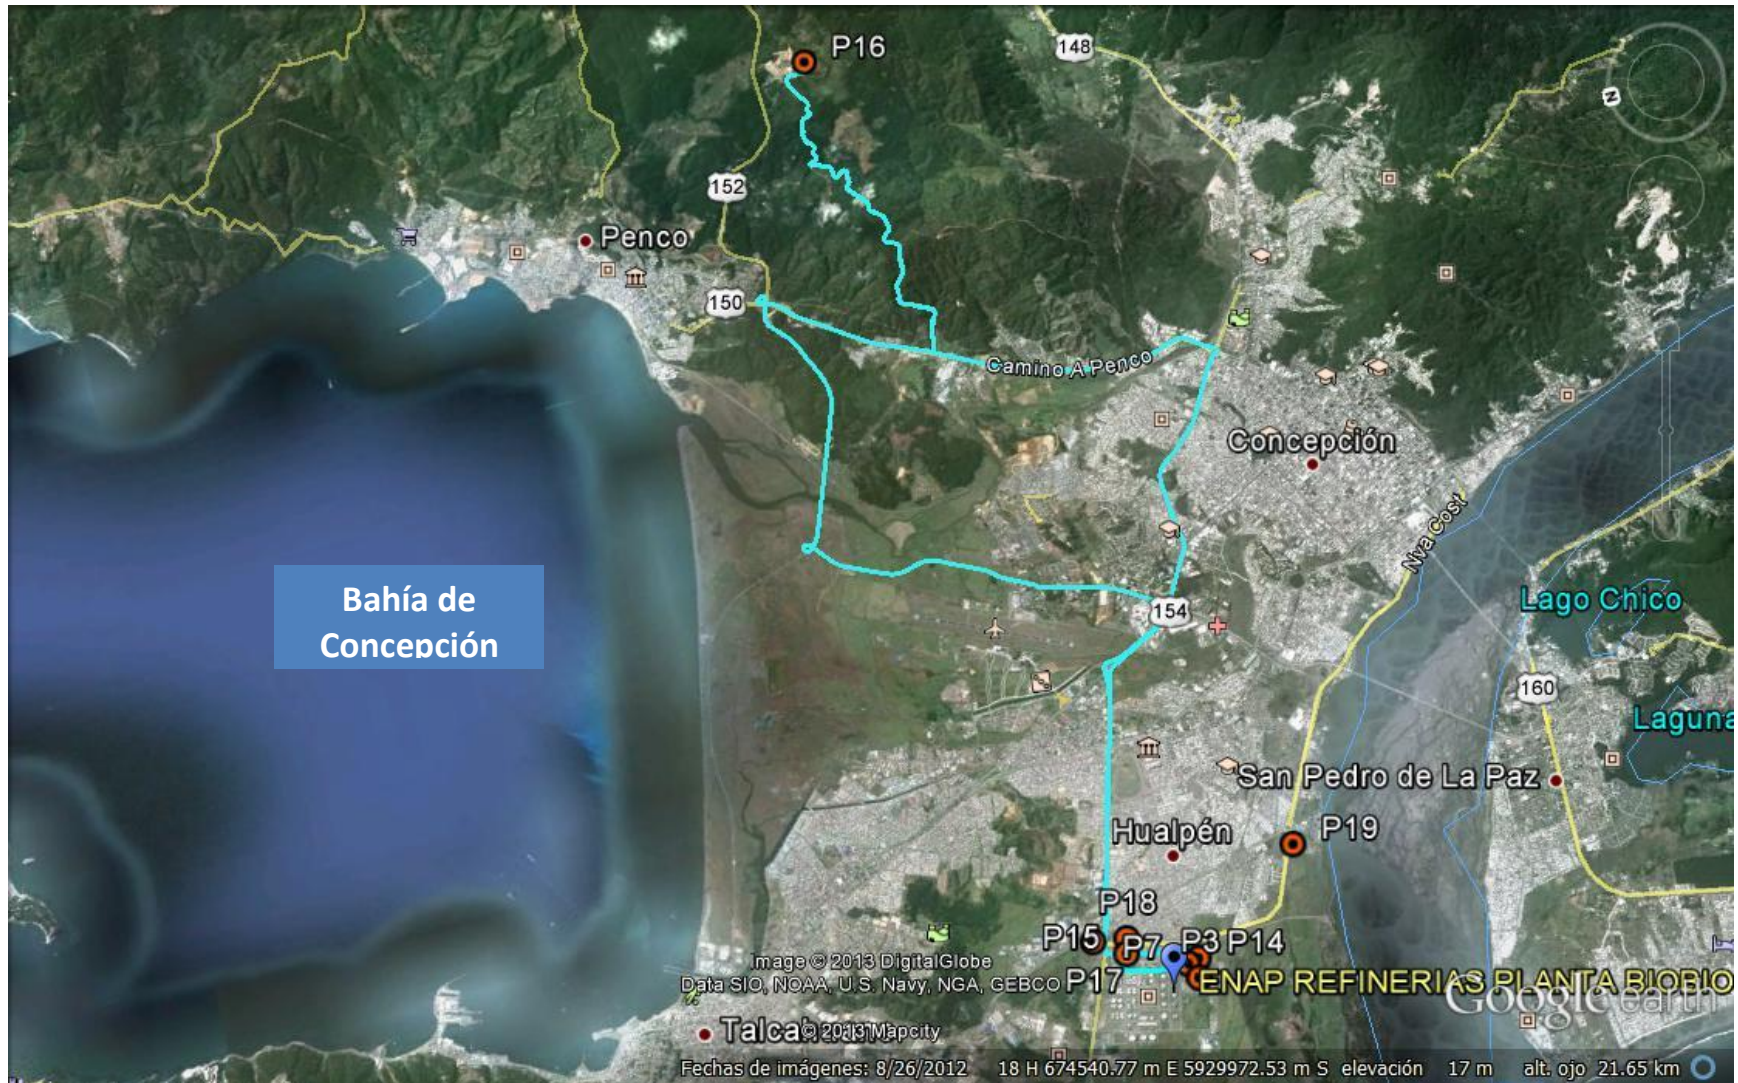 P16
148
N
152
Penco
150
Camino A Penco
Concepción
Nva Cost
Bahía de
Concepción
154
Lago Chico
160
Laguna
San Pedro de La Paz
Hualpén
P19
P18
P15 P7 P3 P14
Image © 2013 DigitalGlobe
Data SIO, NOAA, U.S. Navy, NGA, GEBCO
P17
ENAP REFINERIAS PLANTA BIOBIO
Google earth
© 2013 Mapcity
Fechas de imágenes: 8/26/2012 18 H 674540.77 m E 5929972.53 m S elevación 17 m alt. ojo 21.65 km